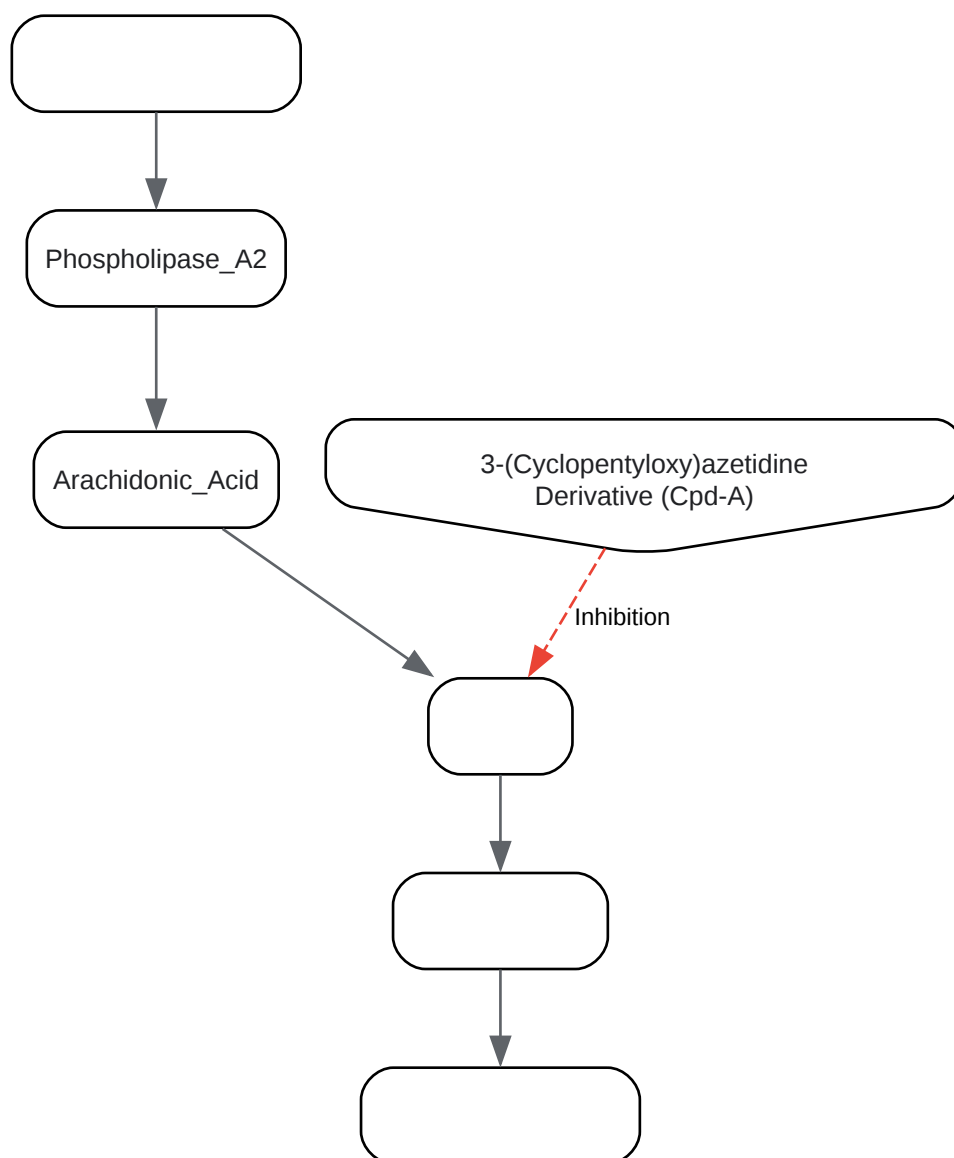 Phospholipase_A2
Arachidonic_Acid
3-(Cyclopentyloxy)azetidine
Derivative (Cpd-A)
Inhibition